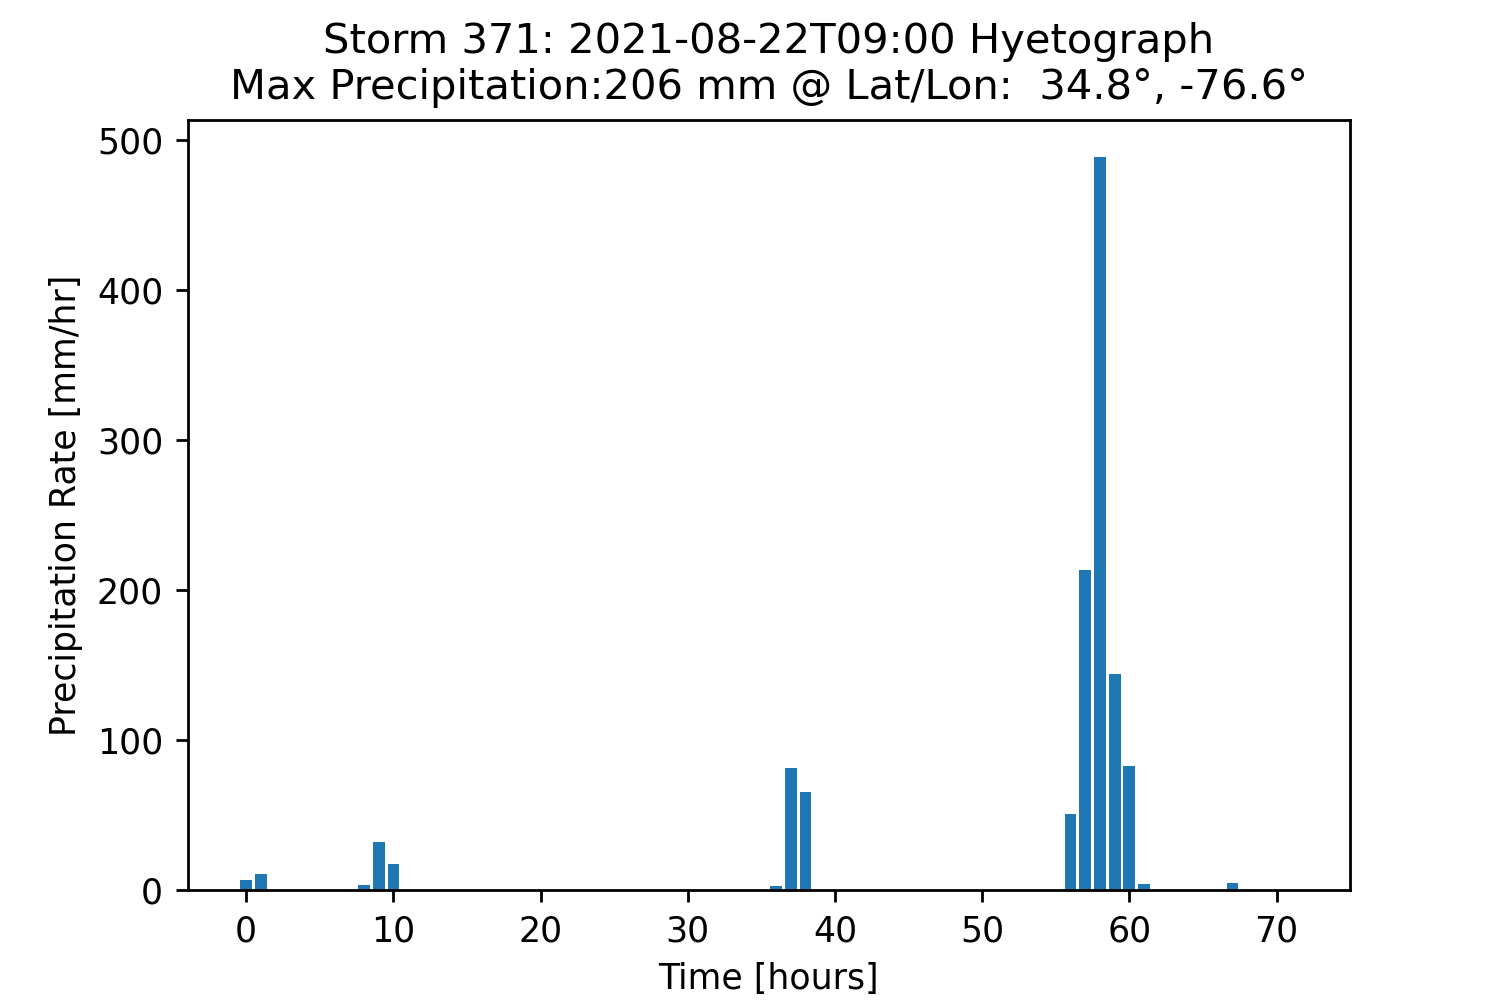 Storm 371: 2021-08-22T09:00 Hyetograph
Max Precipitation:206 mm @ Lat/Lon:  34.8°, -76.6°
500
400
300
200
100
0
Precipitation Rate [mm/hr]
0 10 20 30 40 50 60 70
Time [hours]